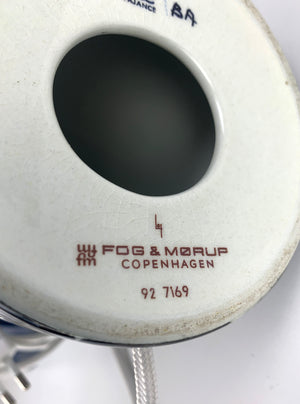 BA
FOG & MØRUP
COPENHAGEN
92 7169